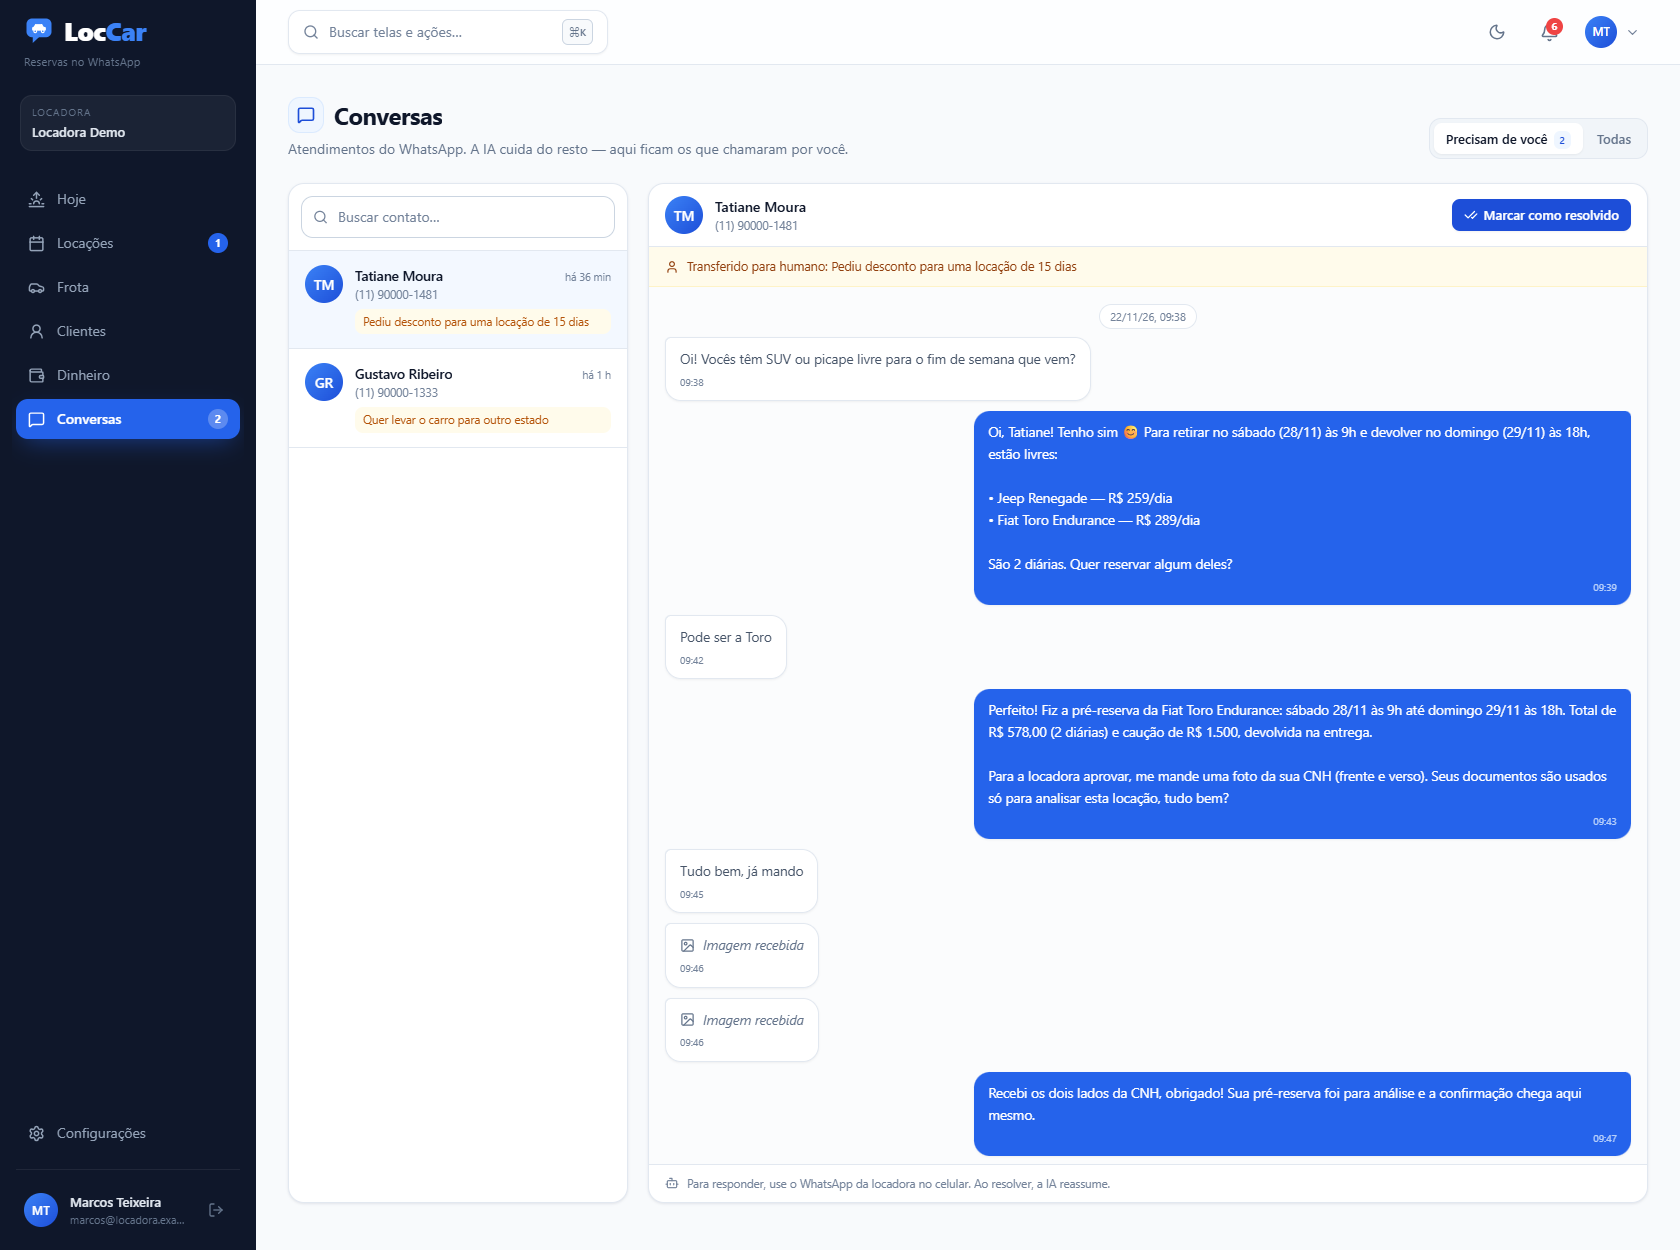 LocCar
Reservas no WhatsApp
LOCADORA
Locadora Demo
Hoje
Locações
1
Frota
Clientes
Dinheiro
Conversas
2
Configurações
MT
Marcos Teixeira
marcos@locadora.exa...
Buscar telas e ações...
⌘K
6
MT
Conversas
Atendimentos do WhatsApp. A IA cuida do resto — aqui ficam os que chamaram por você.
Precisam de você 2
Todas
Buscar contato...
TM
Tatiane Moura
há 36 min
(11) 90000-1481
Pediu desconto para uma locação de 15 dias
GR
Gustavo Ribeiro
há 1 h
(11) 90000-1333
Quer levar o carro para outro estado
TM
Tatiane Moura
(11) 90000-1481
Marcar como resolvido
Transferido para humano: Pediu desconto para uma locação de 15 dias
22/11/26, 09:38
Oi! Vocês têm SUV ou picape livre para o fim de semana que vem?
09:38
Oi, Tatiane! Tenho sim 😊 Para retirar no sábado (28/11) às 9h e devolver no domingo (29/11) às 18h,
estão livres:
• Jeep Renegade — R$ 259/dia
• Fiat Toro Endurance — R$ 289/dia
São 2 diárias. Quer reservar algum deles?
09:39
Pode ser a Toro
09:42
Perfeito! Fiz a pré-reserva da Fiat Toro Endurance: sábado 28/11 às 9h até domingo 29/11 às 18h. Total de
R$ 578,00 (2 diárias) e caução de R$ 1.500, devolvida na entrega.
Para a locadora aprovar, me mande uma foto da sua CNH (frente e verso). Seus documentos são usados
só para analisar esta locação, tudo bem?
09:43
Tudo bem, já mando
09:45
Imagem recebida
09:46
Imagem recebida
09:46
Recebi os dois lados da CNH, obrigado! Sua pré-reserva foi para análise e a confirmação chega aqui
mesmo.
09:47
Para responder, use o WhatsApp da locadora no celular. Ao resolver, a IA reassume.